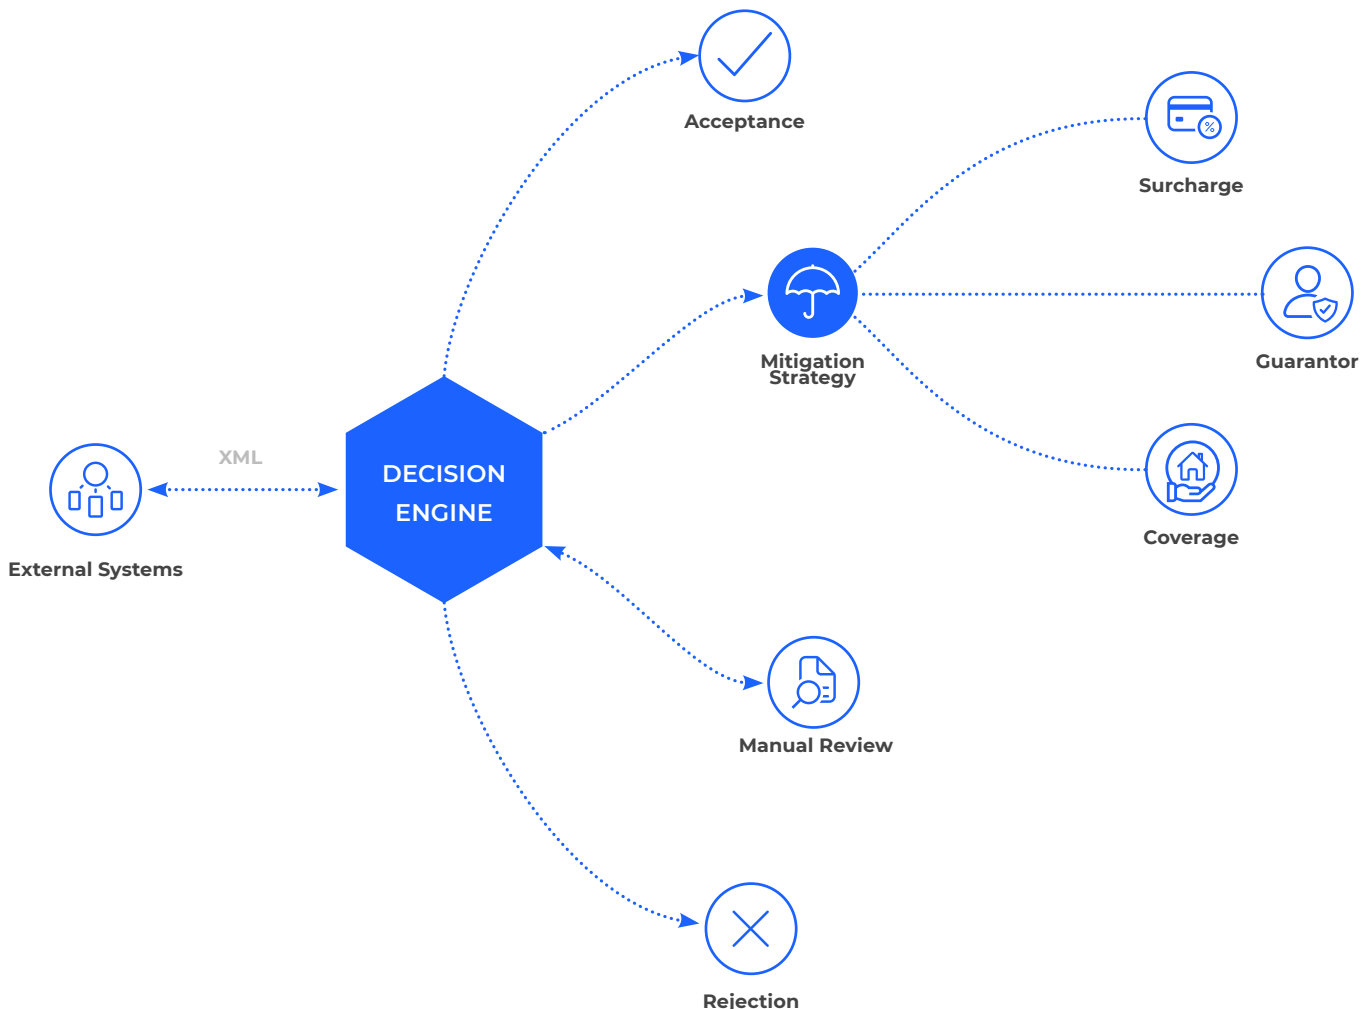 Acceptance
Surcharge
Mitigation
Strategy
Guarantor
XML
DECISION
ENGINE
External Systems
Coverage
Manual Review
Rejection
%